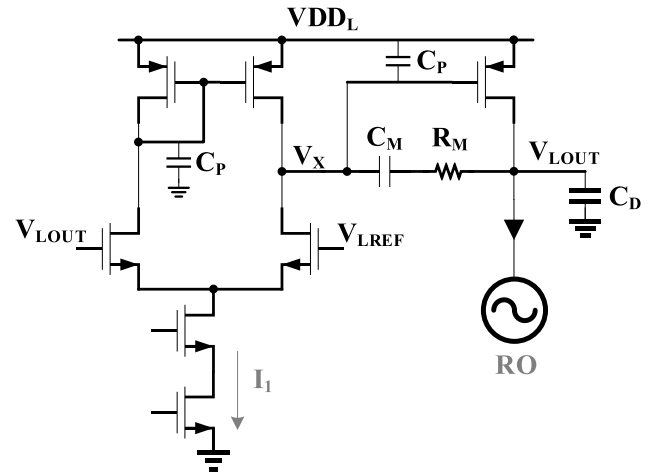 VDDL
CP
CM
RM
VX
VLOUT
CP
CD
VLOUT
VLREF
I1
RO